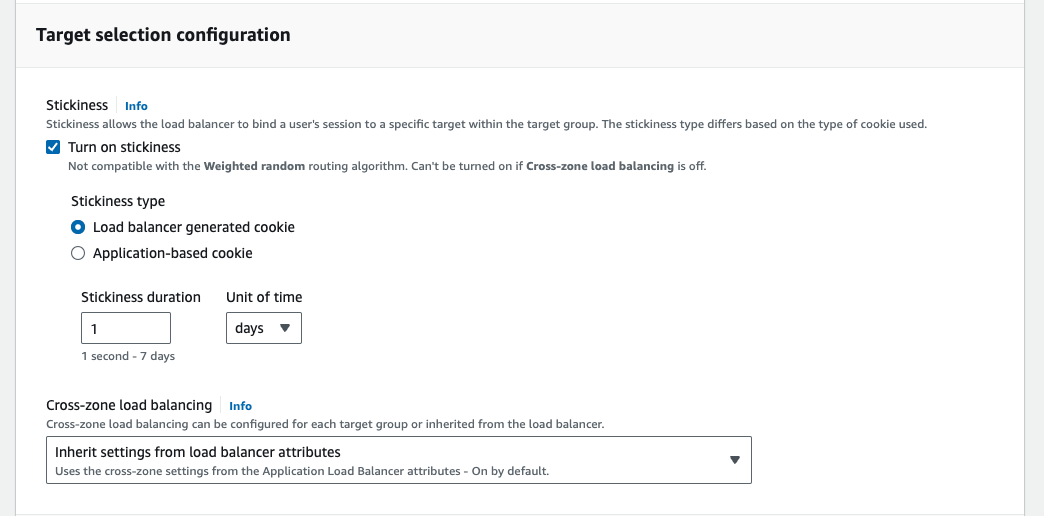 Target selection configuration
Stickiness Info
Stickiness allows the load balancer to bind a user's session to a specific target within the target group. The stickiness type differs based on the type of cookie used.
Turn on stickiness
Not compatible with the Weighted random routing algorithm. Can't be turned on if Cross-zone load balancing is off.
Stickiness type
Load balancer generated cookie
Application-based cookie
Stickiness duration Unit of time
1 days
1 second - 7 days
Cross-zone load balancing Info
Cross-zone load balancing can be configured for each target group or inherited from the load balancer.
Inherit settings from load balancer attributes
Uses the cross-zone settings from the Application Load Balancer attributes - On by default.